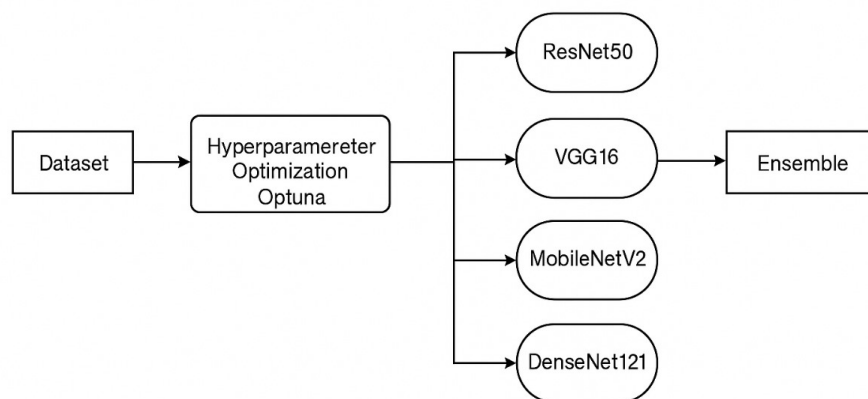 Dataset
Hyperparamereter
Optimization
Optuna
ResNet50
VGG16
MobileNetV2
DenseNet121
Ensemble